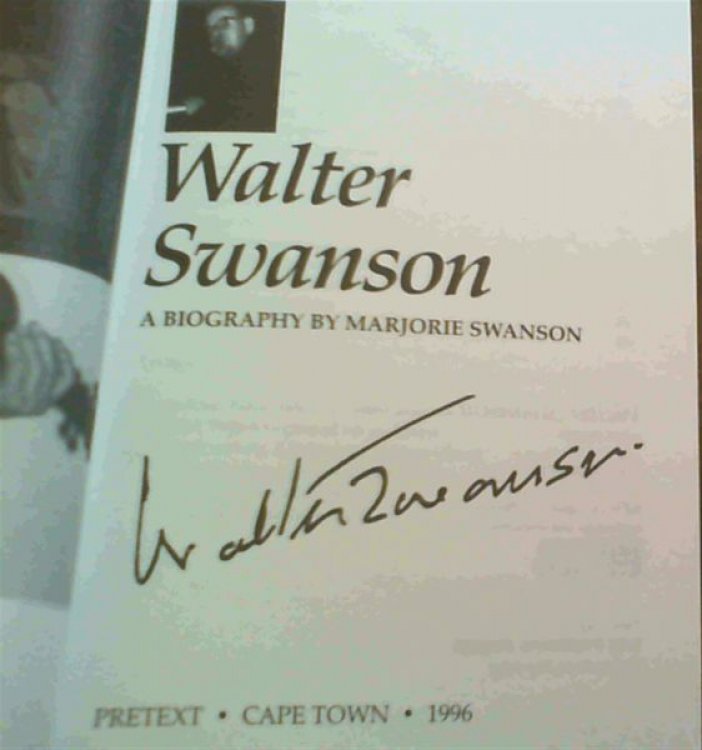 Walter
Swanson
A BIOGRAPHY BY MARJORIE SWANSON
Walter Swanson
PRETEXT • CAPE TOWN • 1996